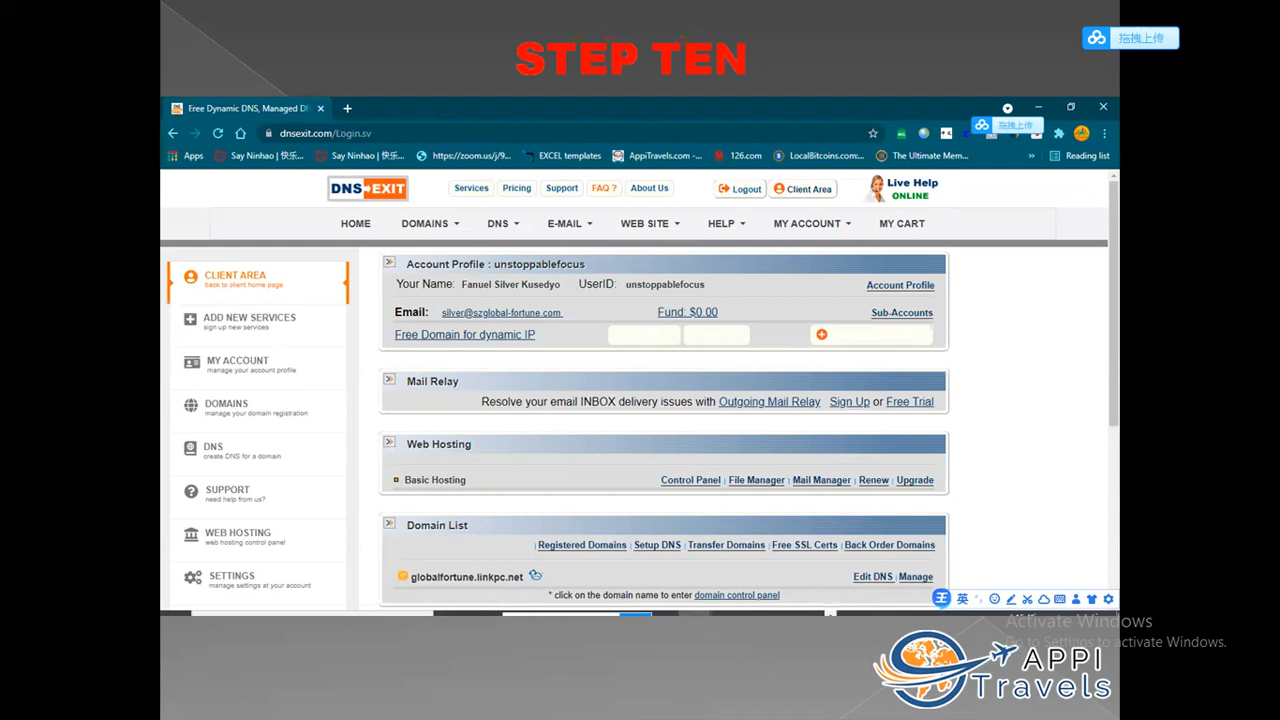 STEP TEN
拖拽上传
Free Dynamic DNS, Managed DN
dnsexit.com/Login.sv
拖拽上传
Apps Say Ninhao | 快乐... Say Ninhao | 快乐... https://zoom.us/j/9... EXCEL templates AppiTravels.com -... 126.com LocalBitcoins.com:... The Ultimate Mem... » Reading list
DNS EXIT Services Pricing Support FAQ ? About Us Logout Client Area Live Help
ONLINE
HOME DOMAINS DNS E-MAIL WEB SITE HELP MY ACCOUNT MY CART
CLIENT AREA
back to client home page
ADD NEW SERVICES
sign up new services
MY ACCOUNT
manage your account profile
DOMAINS
manage your domain registration
DNS
create DNS for a domain
SUPPORT
need help from us?
WEB HOSTING
web hosting control panel
SETTINGS
manage settings at your account
Account Profile : unstoppablefocus
Your Name: Fanuel Silver Kusedyo UserID: unstoppablefocus Account Profile
Email: silver@szglobal-fortune.com Fund: $0.00 Sub-Accounts
Free Domain for dynamic IP
Mail Relay
Resolve your email INBOX delivery issues with Outgoing Mail Relay Sign Up or Free Trial
Web Hosting
Basic Hosting Control Panel | File Manager | Mail Manager | Renew | Upgrade
Domain List
| Registered Domains | Setup DNS | Transfer Domains | Free SSL Certs | Back Order Domains
globalfortune.linkpc.net Edit DNS | Manage
* click on the domain name to enter domain control panel
王 英
Activate Windows
Go to Settings to activate Windows.
APPI
Travels